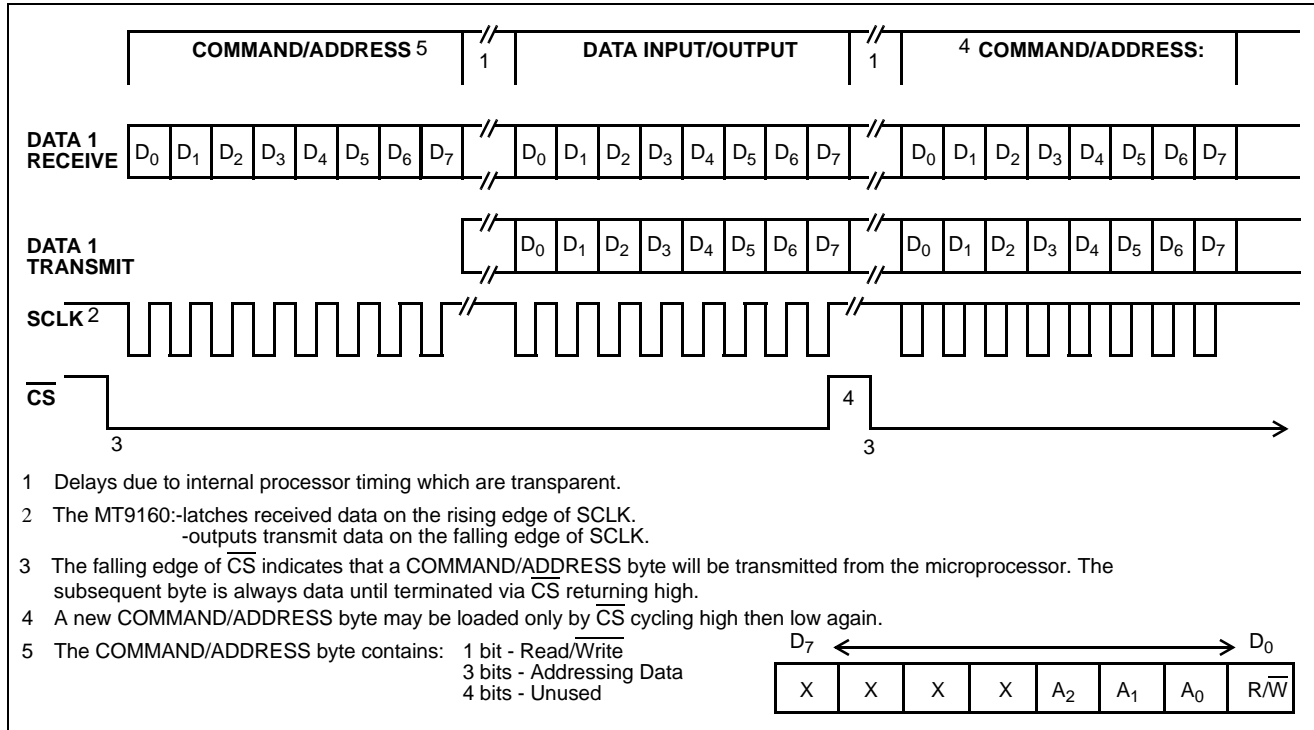 COMMAND/ADDRESS 5 1 DATA INPUT/OUTPUT 1 4 COMMAND/ADDRESS:
DATA 1 RECEIVE
D0 D1 D2 D3 D4 D5 D6 D7 D0 D1 D2 D3 D4 D5 D6 D7 D0 D1 D2 D3 D4 D5 D6 D7
DATA 1 TRANSMIT
D0 D1 D2 D3 D4 D5 D6 D7 D0 D1 D2 D3 D4 D5 D6 D7
SCLK 2
CS 4
3 3
1 Delays due to internal processor timing which are transparent.
2 The MT9160:-latches received data on the rising edge of SCLK.
-outputs transmit data on the falling edge of SCLK.
3 The falling edge of CS indicates that a COMMAND/ADDRESS byte will be transmitted from the microprocessor. The
subsequent byte is always data until terminated via CS returning high.
4 A new COMMAND/ADDRESS byte may be loaded only by CS cycling high then low again.
5 The COMMAND/ADDRESS byte contains: 1 bit - Read/Write
3 bits - Addressing Data
4 bits - Unused
D7 D0
X X X X A2 A1 A0 R/W